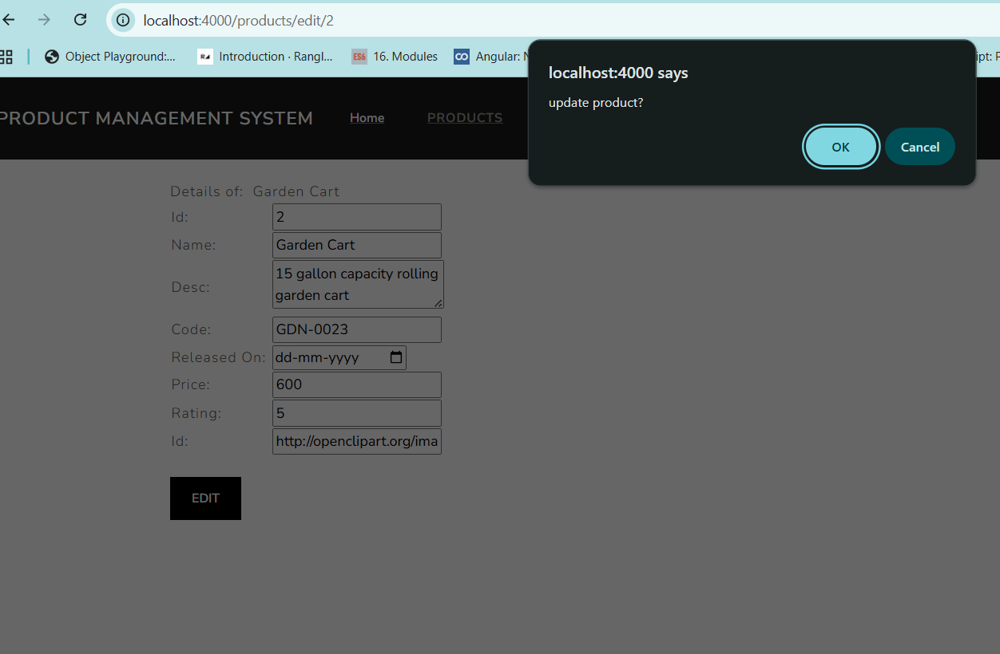 localhost:4000/products/edit/2
Object Playground:... R Introduction · Rangl... ES6 16. Modules Angular:
localhost:4000 says
update product?
OK Cancel
PRODUCT MANAGEMENT SYSTEM Home PRODUCTS
Details of: Garden Cart
Id: 2
Name: Garden Cart
Desc: 15 gallon capacity rolling
garden cart
Code: GDN-0023
Released On: dd-mm-yyyy
Price: 600
Rating: 5
Id: http://openclipart.org/ima
EDIT